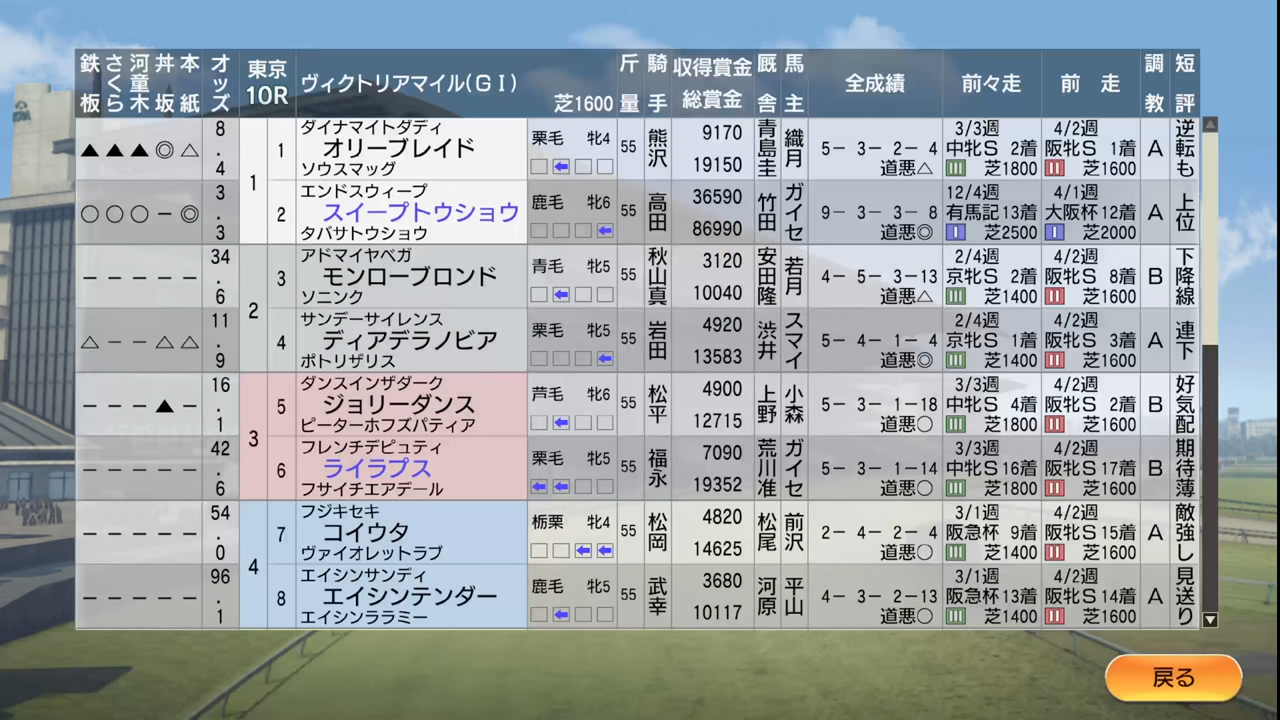 鉄板 さくら 河童木 丼坂 本紙 オッズ 東京10R ヴィクトリアマイル(GⅠ) 芝1600 斤量 騎手 収得賞金 総賞金 厩舎 馬主 全成績 前々走 前 走 調教 短評
▲ ▲ ▲ ◎ △ 8.4 1 1 ダイナマイトダディ 栗毛 牝4 55 熊沢 9170 青島圭 織月 5-3-2-4 3/3週 4/2週 A 逆転も
オリーブレイド 中牝S 2着 阪牝S 1着
ソウスマッグ 19150 道悪△ Ⅲ 芝1800 Ⅱ 芝1600
○ ○ ○ - ◎ 3.3 2 エンドスウィープ 鹿毛 牝6 55 高田 36590 竹田 ガイセ 9-3-3-8 12/4週 4/1週 A 上位
スイープトウショウ 有馬記 13着 大阪杯 12着
タバサトウショウ 86990 道悪◎ Ⅰ 芝2500 Ⅰ 芝2000
- - - - - 34.6 2 3 アドマイヤベガ 青毛 牝5 55 秋山真 3120 安田隆 若月 4-5-3-13 2/4週 4/2週 B 下降線
モンローブロンド 京牝S 2着 阪牝S 8着
ソニンク 10040 道悪△ Ⅲ 芝1400 Ⅱ 芝1600
△ - - △ △ 11.9 4 サンデーサイレンス 栗毛 牝5 55 岩田 4920 渋井 スマイ 5-4-1-4 2/4週 4/2週 A 連下
ディアデラノビア 京牝S 1着 阪牝S 3着
ポトリザリス 13583 道悪◎ Ⅲ 芝1400 Ⅱ 芝1600
- - - ▲ - 16.1 3 5 ダンスインザダーク 芦毛 牝6 55 松平 4900 上野 小森 5-3-1-18 3/3週 4/2週 B 好気配
ジョリーダンス 中牝S 4着 阪牝S 2着
ピーターホフズパティア 12715 道悪○ Ⅲ 芝1800 Ⅱ 芝1600
- - - - - 42.6 6 フレンチデピュティ 栗毛 牝5 55 福永 7090 荒川准 ガイセ 5-3-1-14 3/3週 4/2週 B 期待薄
ライラプス 中牝S 16着 阪牝S 17着
フサイチエアデール 19352 道悪○ Ⅲ 芝1800 Ⅱ 芝1600
- - - - - 54.0 4 7 フジキセキ 栃栗 牝4 55 松岡 4820 松尾 前沢 2-4-2-4 3/1週 4/2週 A 敵強し
コイウタ 阪急杯 9着 阪牝S 15着
ヴァイオレットラブ 14625 道悪○ Ⅲ 芝1400 Ⅱ 芝1600
- - - - - 96.1 8 エイシンサンディ 鹿毛 牝5 55 武幸 3680 河原 平山 4-3-2-13 3/1週 4/2週 A 見送り
エイシンテンダー 阪急杯 13着 阪牝S 14着
エイシンララミー 10117 道悪○ Ⅲ 芝1400 Ⅱ 芝1600
戻る